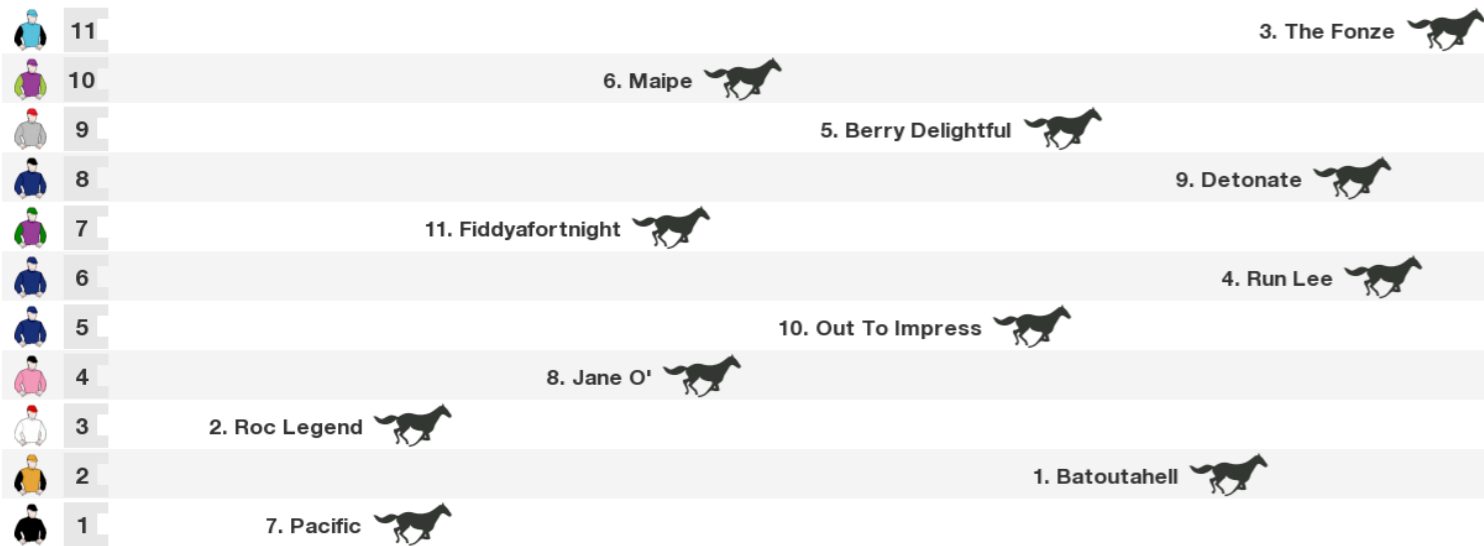 11 3. The Fonze
10 6. Maipe
9 5. Berry Delightful
8 9. Detonate
7 11. Fiddyafortnight
6 4. Run Lee
5 10. Out To Impress
4 8. Jane O'
3 2. Roc Legend
2 1. Batoutahell
1 7. Pacific